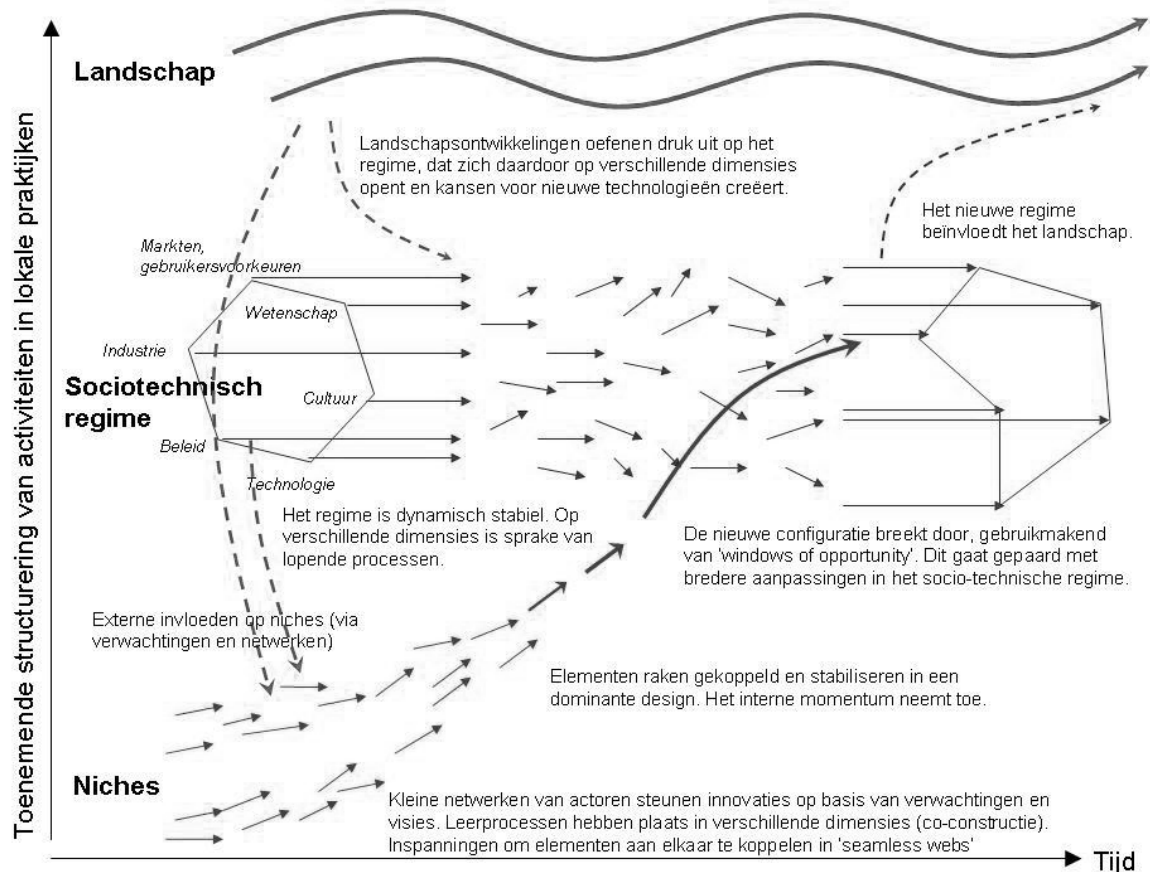 Toenemende structurering van activiteiten in lokale praktijken
Landschap
Landschapsontwikkelingen oefenen druk uit op het
regime, dat zich daardoor op verschillende dimensies
opent en kansen voor nieuwe technologieën creëert.
Het nieuwe regime
beïnvloedt het landschap.
Markten,
gebruikersvoorkeuren
Wetenschap
Industrie
Sociotechnisch
regime
Cultuur
Beleid
Technologie
Het regime is dynamisch stabiel. Op
verschillende dimensies is sprake van
lopende processen.
De nieuwe configuratie breekt door, gebruikmakend
van 'windows of opportunity'. Dit gaat gepaard met
bredere aanpassingen in het socio-technische regime.
Externe invloeden op niches (via
verwachtingen en netwerken)
Elementen raken gekoppeld en stabiliseren in een
dominante design. Het interne momentum neemt toe.
Niches
Kleine netwerken van actoren steunen innovaties op basis van verwachtingen en
visies. Leerprocessen hebben plaats in verschillende dimensies (co-constructie).
Inspanningen om elementen aan elkaar te koppelen in 'seamless webs'
Tijd